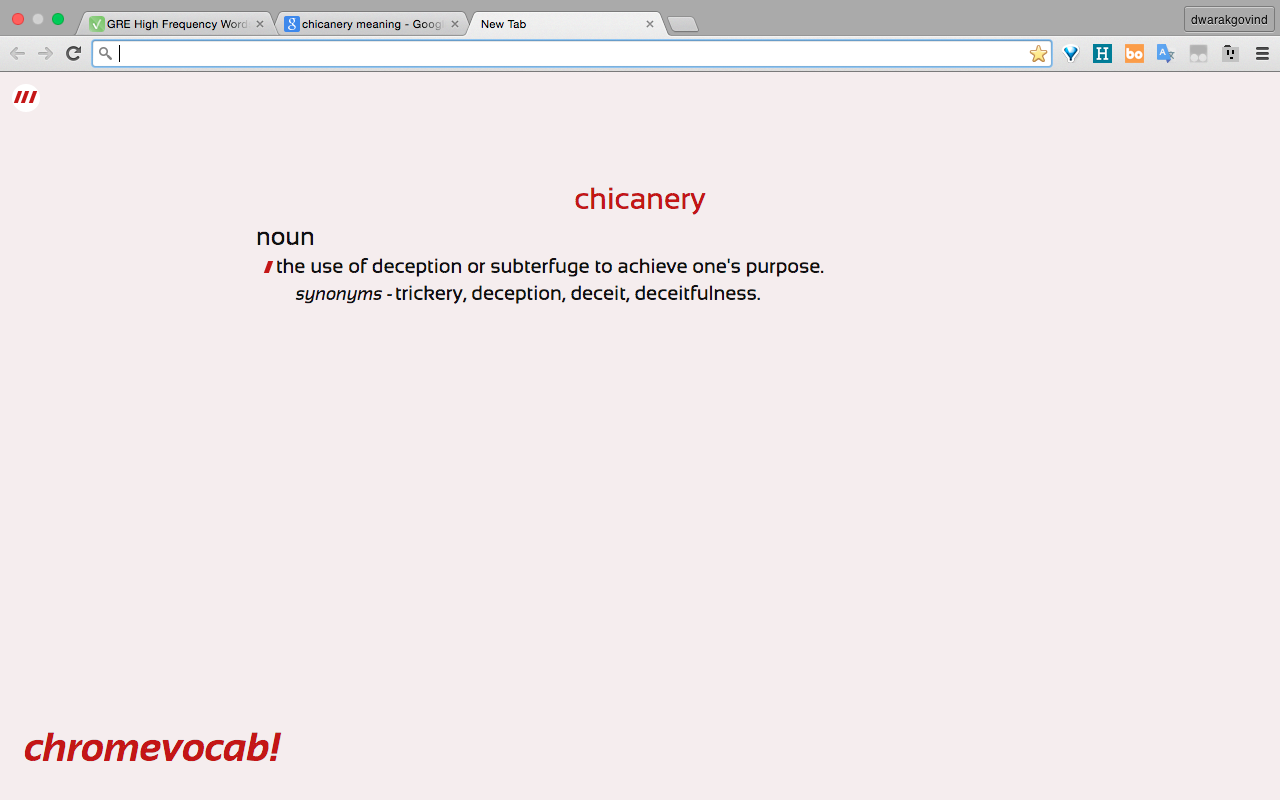 GRE High Frequency Word
chicanery meaning - Goog
New Tab
dwarakgovind
chicanery
noun
the use of deception or subterfuge to achieve one's purpose.
synonyms - trickery, deception, deceit, deceitfulness.
chromevocab!